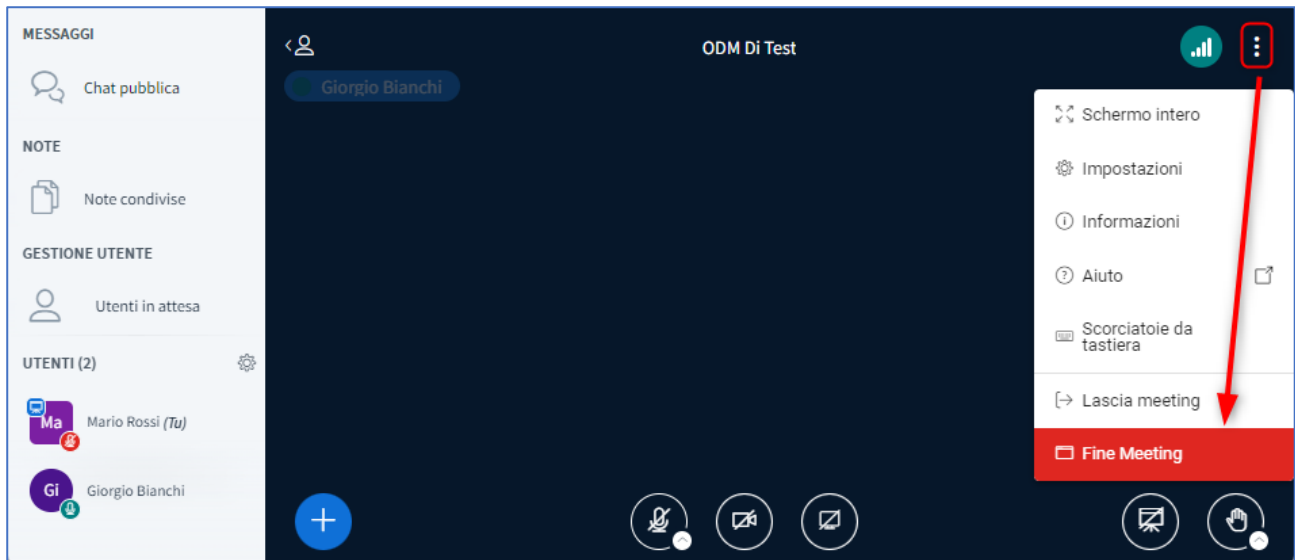 MESSAGGI
Chat pubblica
NOTE
Note condivise
GESTIONE UTENTE
Utenti in attesa
UTENTI (2)
Ma
Mario Rossi (Tu)
Gi
Giorgio Bianchi
ODM Di Test
Giorgio Bianchi
Schermo intero
Impostazioni
Informazioni
Aiuto
Scorciatoie da
tastiera
Lascia meeting
Fine Meeting